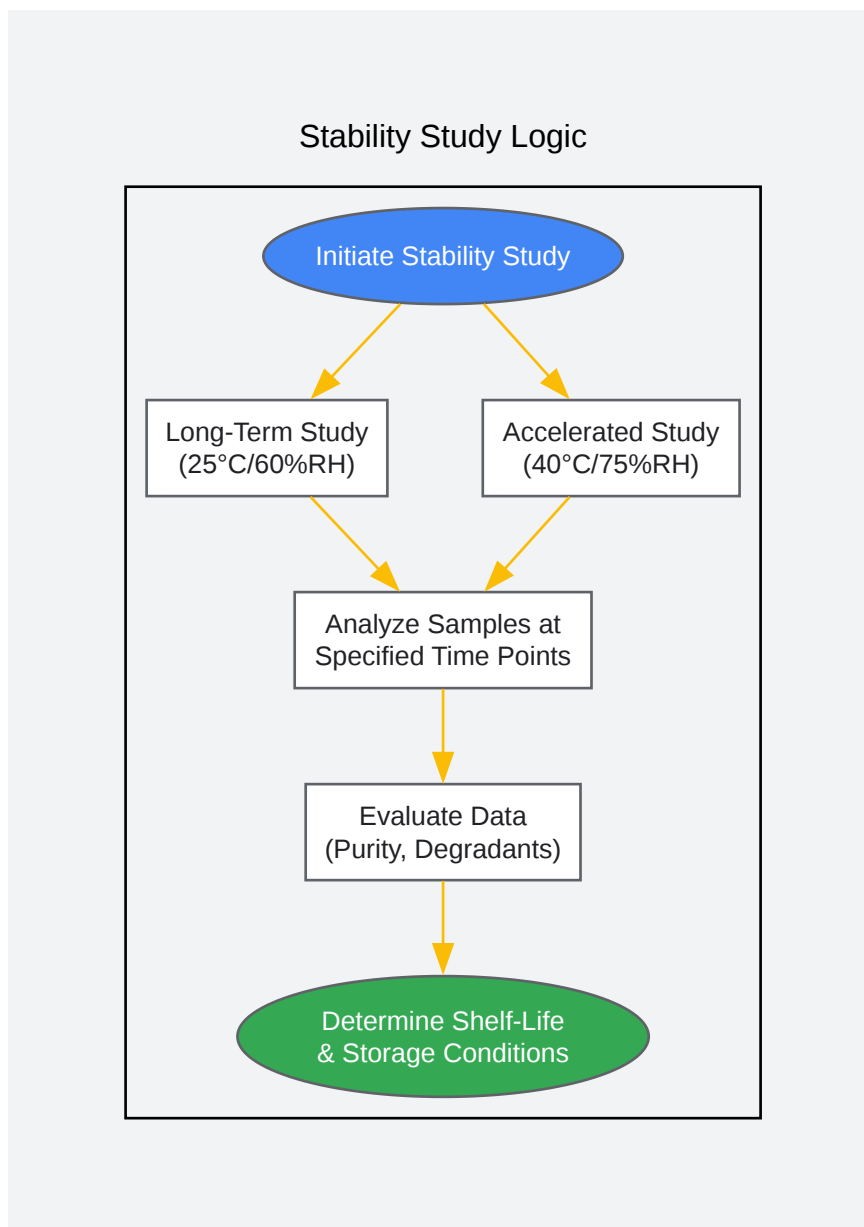 Stability Study Logic
Initiate Stability Study
Long-Term Study
(25°C/60%RH)
Accelerated Study
(40°C/75%RH)
Analyze Samples at
Specified Time Points
Evaluate Data
(Purity, Degradants)
Determine Shelf-Life
& Storage Conditions